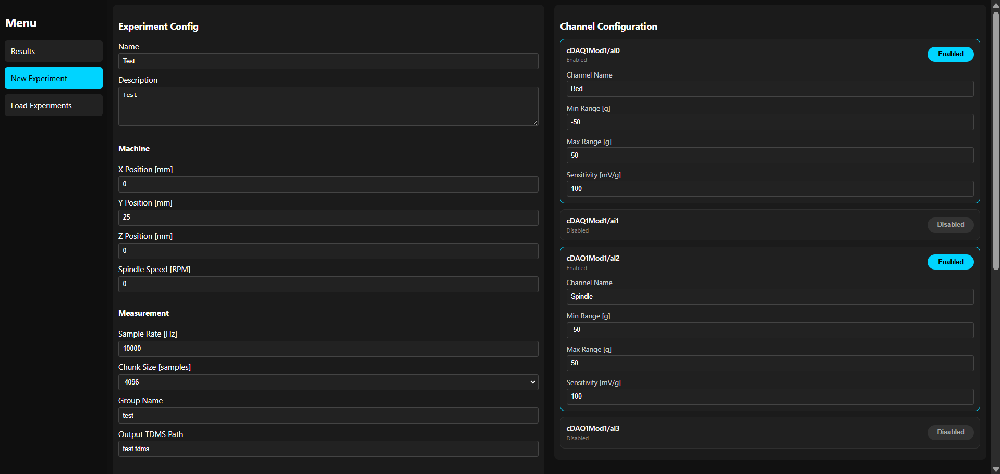 Menu
Results
New Experiment
Load Experiments
Experiment Config
Name
Test
Description
Test
Machine
X Position [mm]
0
Y Position [mm]
25
Z Position [mm]
0
Spindle Speed [RPM]
0
Measurement
Sample Rate [Hz]
10000
Chunk Size [samples]
4096
Group Name
test
Output TDMS Path
test.tdms
Channel Configuration
cDAQ1Mod1/ai0
Enabled
Enabled
Channel Name
Bed
Min Range [g]
-50
Max Range [g]
50
Sensitivity [mV/g]
100
cDAQ1Mod1/ai1
Disabled
Disabled
cDAQ1Mod1/ai2
Enabled
Enabled
Channel Name
Spindle
Min Range [g]
-50
Max Range [g]
50
Sensitivity [mV/g]
100
cDAQ1Mod1/ai3
Disabled
Disabled